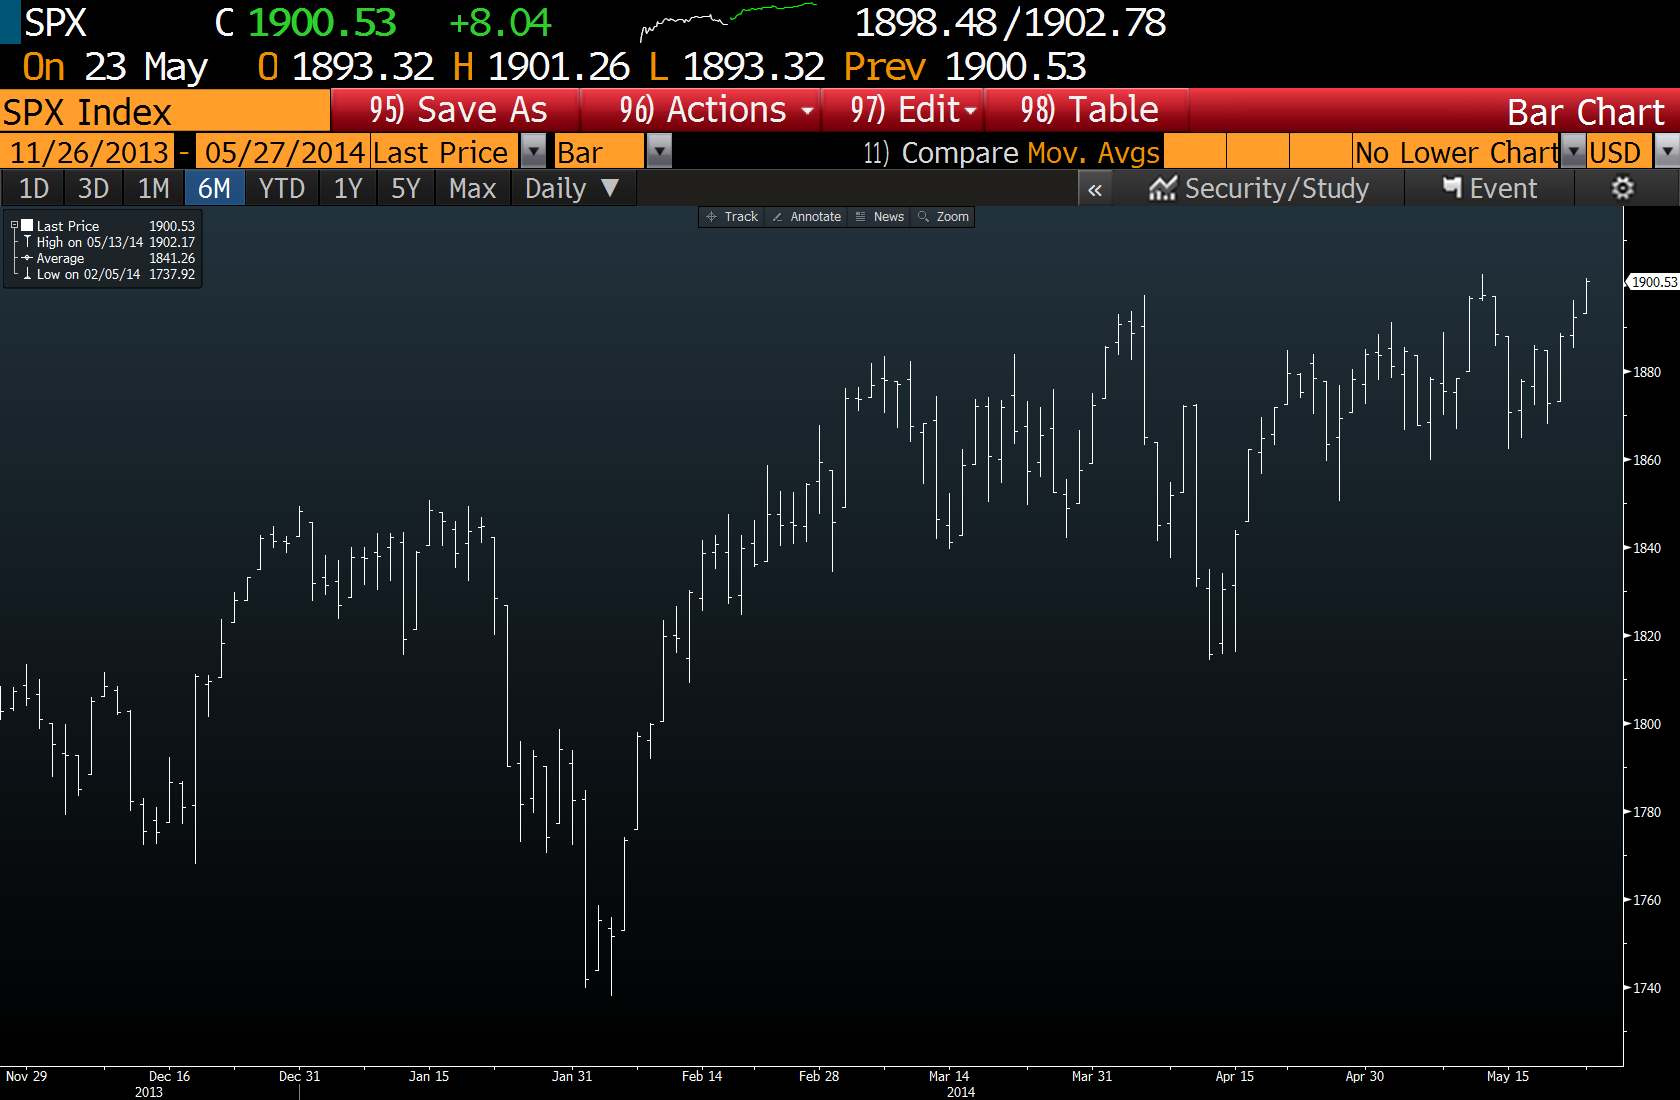 SPX C 1900.53 +8.04 1898.48/1902.78
On 23 May O 1893.32 H 1901.26 L 1893.32 Prev 1900.53
SPX Index 95) Save As 96) Actions 97) Edit 98) Table Bar Chart
11/26/2013 - 05/27/2014 Last Price Bar 11) Compare Mov. Avgs No Lower Chart USD
1D 3D 1M 6M YTD 1Y 5Y Max Daily ▼ « Security/Study Event
Track Annotate News Zoom
Last Price 1900.53
High on 05/13/14 1902.17
Average 1841.26
Low on 02/05/14 1737.92
1900.53
1880
1860
1840
1820
1800
1780
1760
1740
Nov 29 Dec 16 Dec 31 Jan 15 Jan 31 Feb 14 Feb 28 Mar 14 Mar 31 Apr 15 Apr 30 May 15
2013 2014